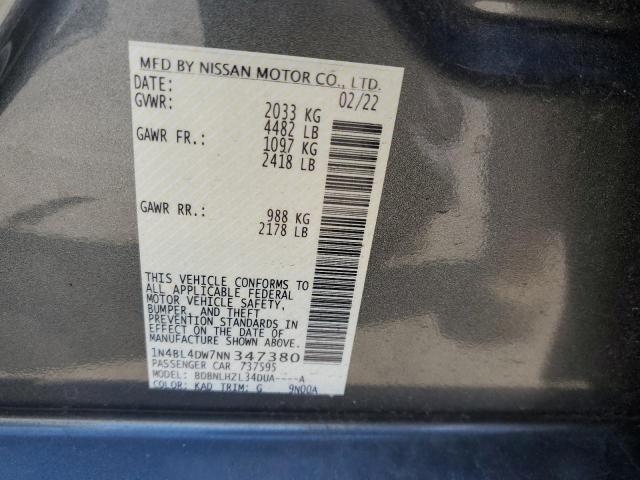 MFD BY NISSAN MOTOR CO., LTD.
DATE: 02/22
GVWR: 2033 KG
4482 LB
GAWR FR.: 1097 KG
2418 LB
GAWR RR.: 988 KG
2178 LB
THIS VEHICLE CONFORMS TO
ALL APPLICABLE FEDERAL
MOTOR VEHICLE SAFETY,
BUMPER, AND THEFT
PREVENTION STANDARDS IN
EFFECT ON THE DATE OF
MANUFACTURE SHOWN ABOVE.
1N4BL4DW7NN347380
PASSENGER CAR 737595
MODEL: BDBNLHZL34DUA----A
COLOR: KAD TRIM: G 9N00A